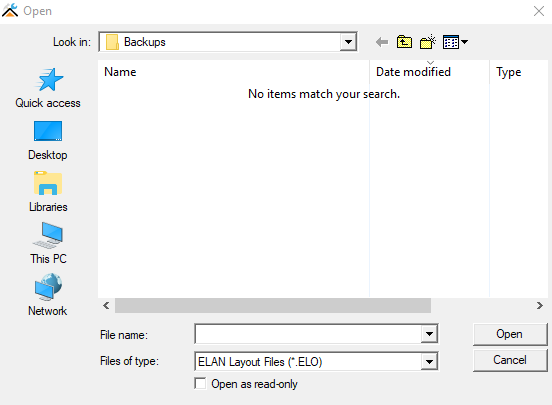 Open
Look in: Backups
Name Date modified Type
No items match your search.
Quick access
Desktop
Libraries
This PC
Network
File name: Open
Files of type: ELAN Layout Files (*.ELO) Cancel
Open as read-only